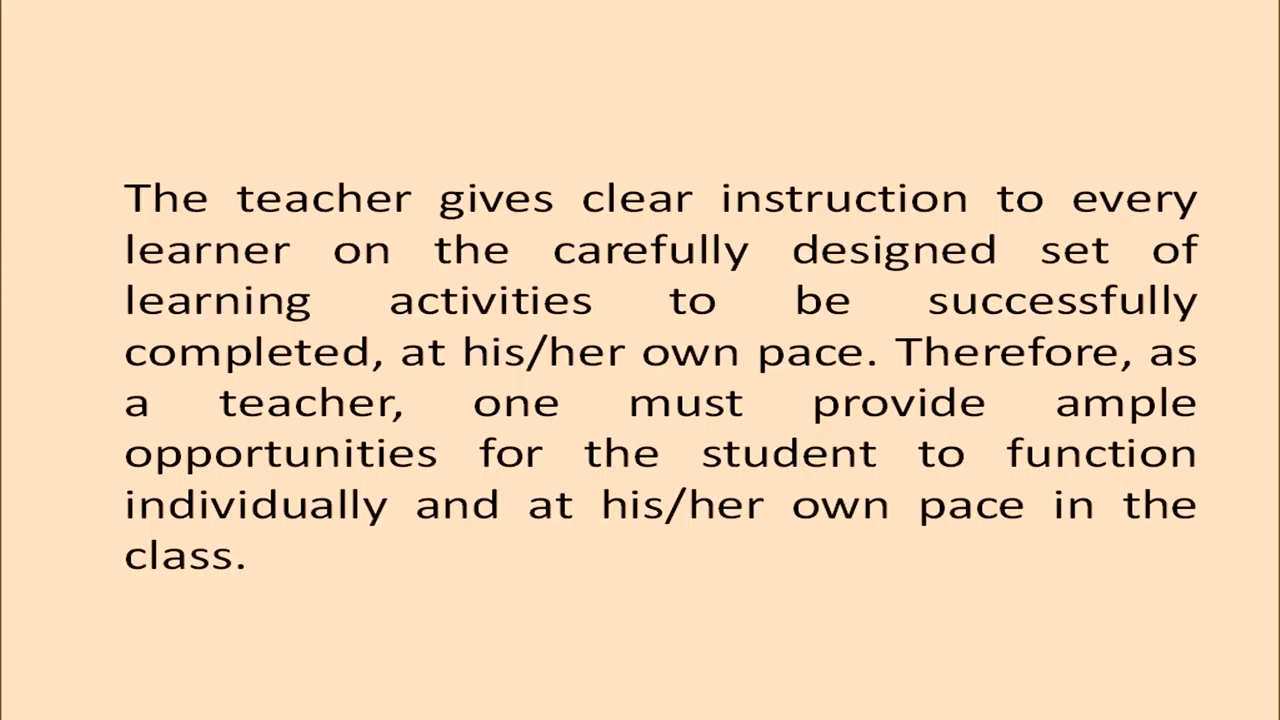 The teacher gives clear instruction to every
learner on the carefully designed set of
learning activities to be successfully
completed, at his/her own pace. Therefore, as
a teacher, one must provide ample
opportunities for the student to function
individually and at his/her own pace in the
class.